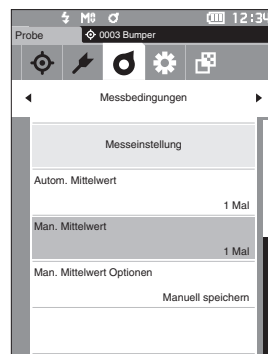 M 12:34
Probe 0003 Bumper
Messbedingungen
Messeinstellung
Autom. Mittelwert
1 Mal
Man. Mittelwert
1 Mal
Man. Mittelwert Optionen
Manuell speichern